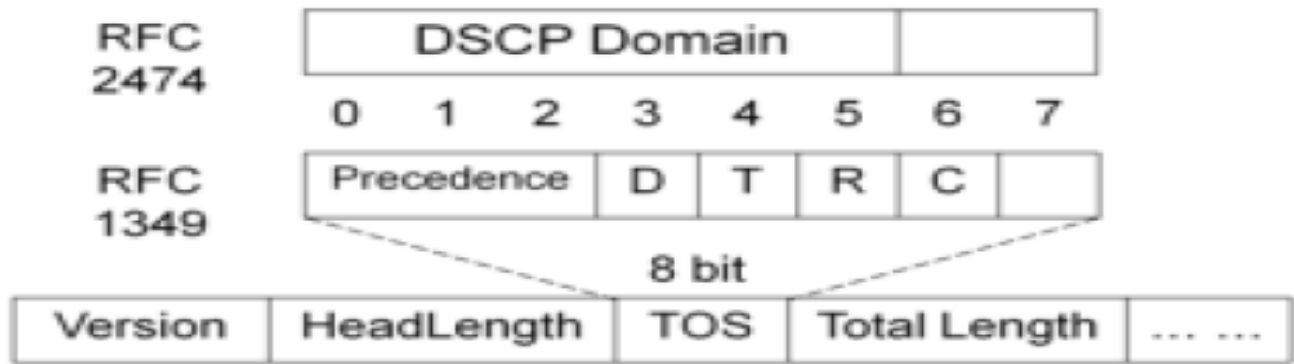 RFC 2474
DSCP Domain
0 1 2 3 4 5 6 7
RFC 1349
Precedence D T R C
8 bit
Version HeadLength TOS Total Length ... ...